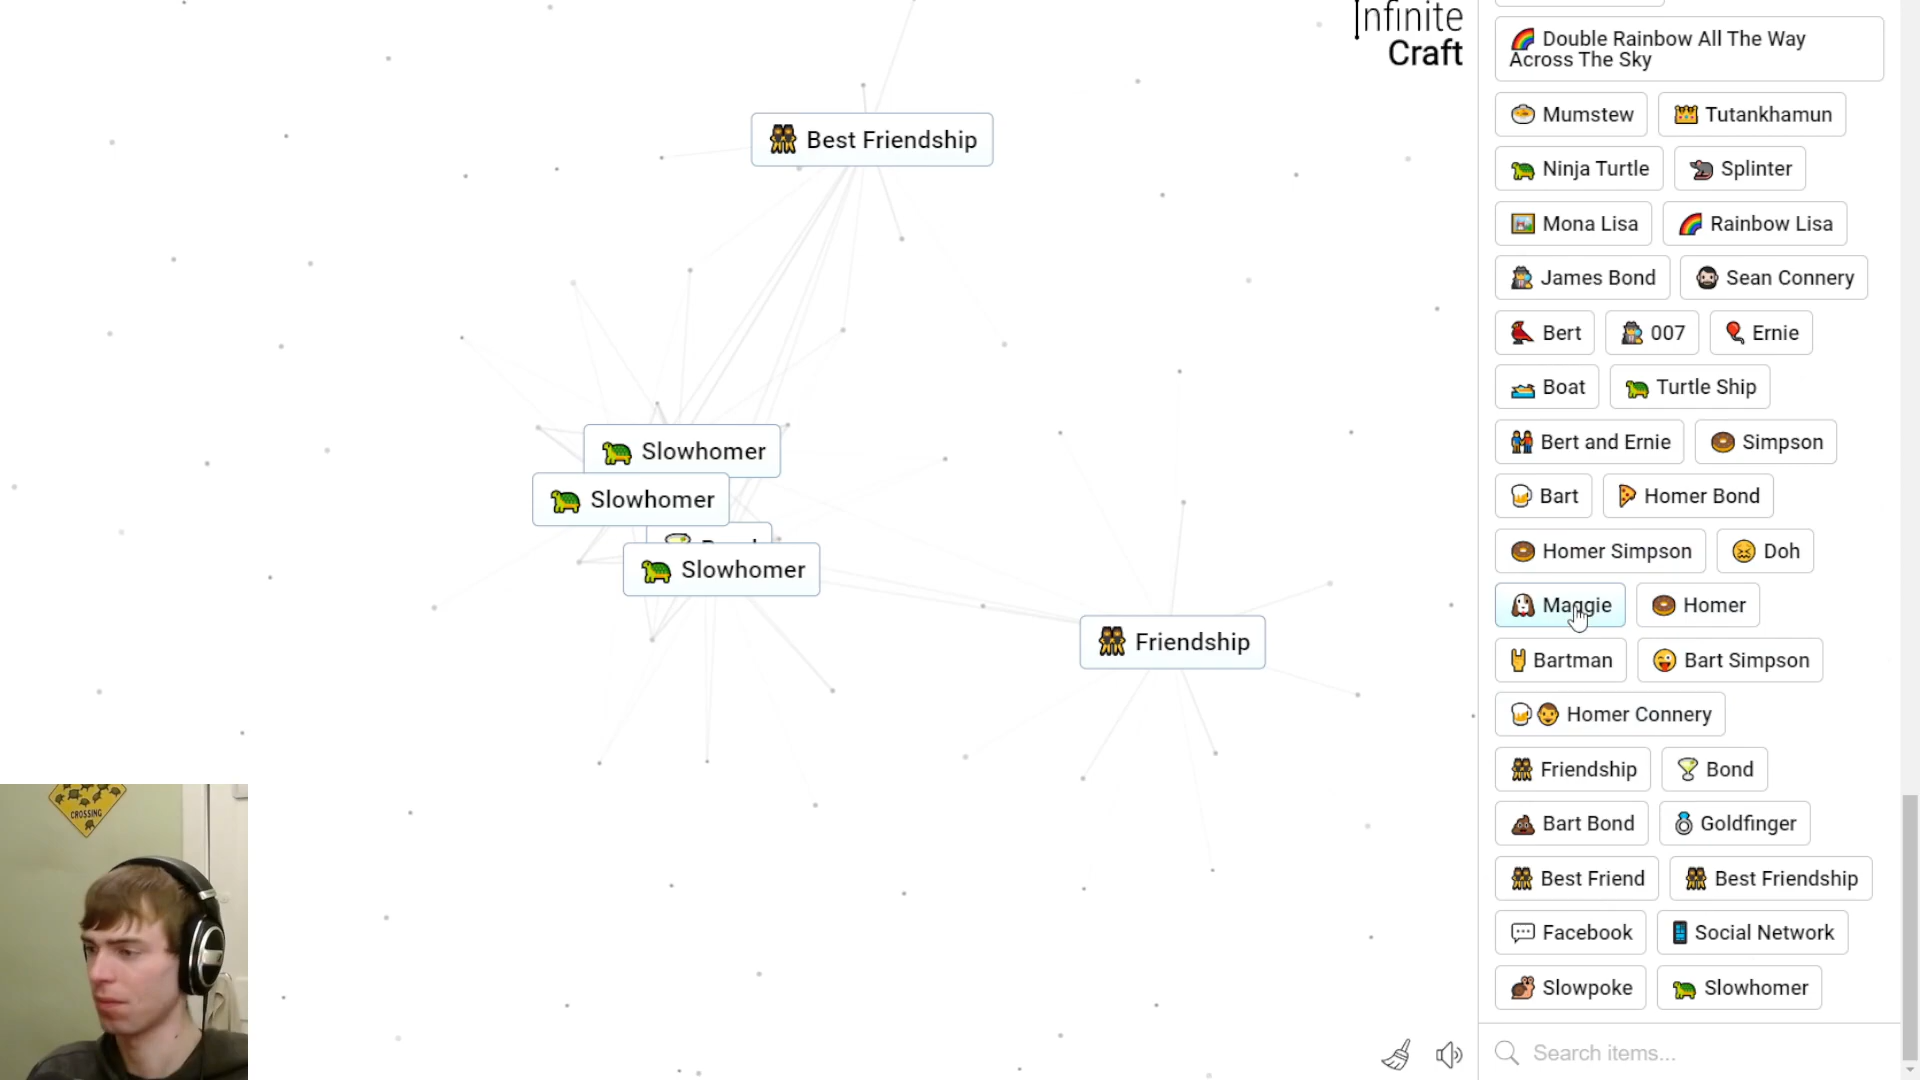 Infinite
Craft
Best Friendship
Slowhomer
Slowhomer
Slowhomer
Friendship
Double Rainbow All The Way
Across The Sky
Mumstew Tutankhamun
Ninja Turtle Splinter
Mona Lisa Rainbow Lisa
James Bond Sean Connery
Bert 007 Ernie
Boat Turtle Ship
Bert and Ernie Simpson
Bart Homer Bond
Homer Simpson Doh
Maggie Homer
Bartman Bart Simpson
Homer Connery
Friendship Bond
Bart Bond Goldfinger
Best Friend Best Friendship
Facebook Social Network
Slowpoke Slowhomer
Search items...
CROSSING